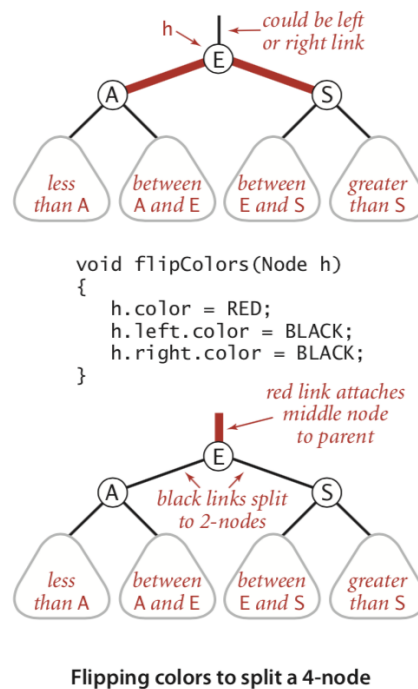 h
could be left
or right link
E
A
S
less
than A
between
A and E
between
E and S
greater
than S
void flipColors(Node h)
{
   h.color = RED;
   h.left.color = BLACK;
   h.right.color = BLACK;
}
red link attaches
middle node
to parent
E
A
black links split
to 2-nodes
S
less
than A
between
A and E
between
E and S
greater
than S
Flipping colors to split a 4-node